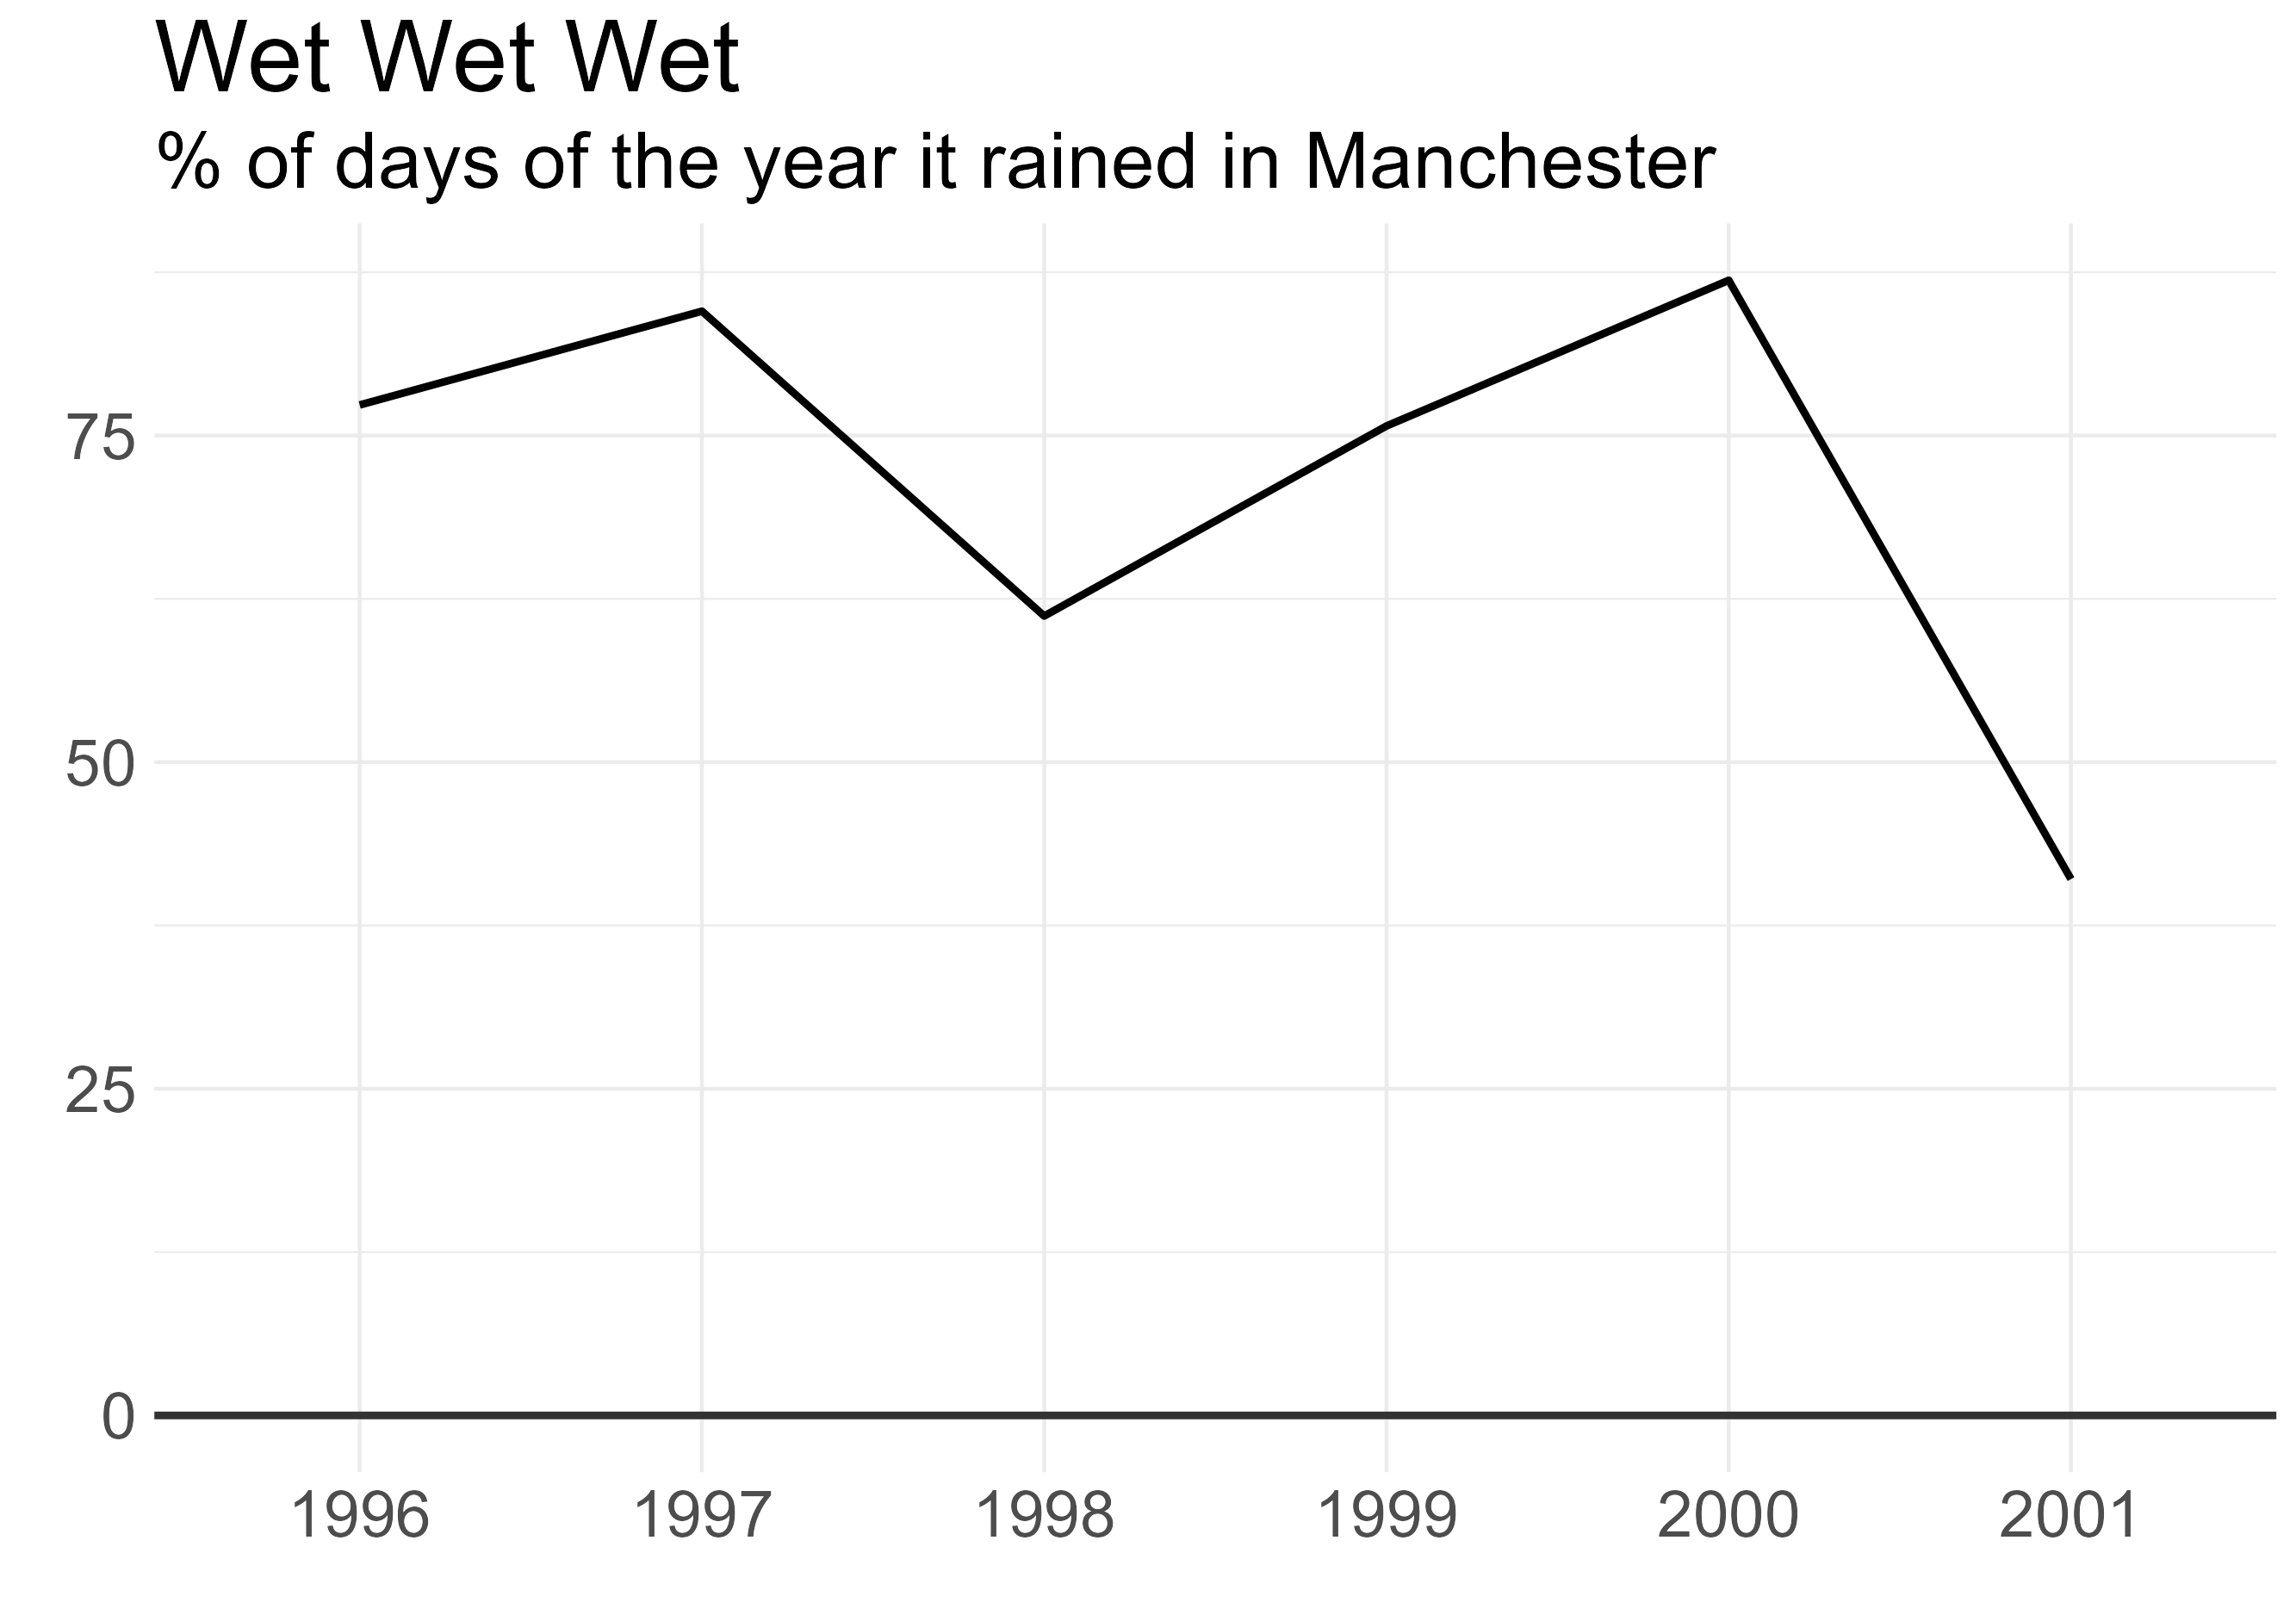 Wet Wet Wet
% of days of the year it rained in Manchester
75
50
25
0
1996 1997 1998 1999 2000 2001